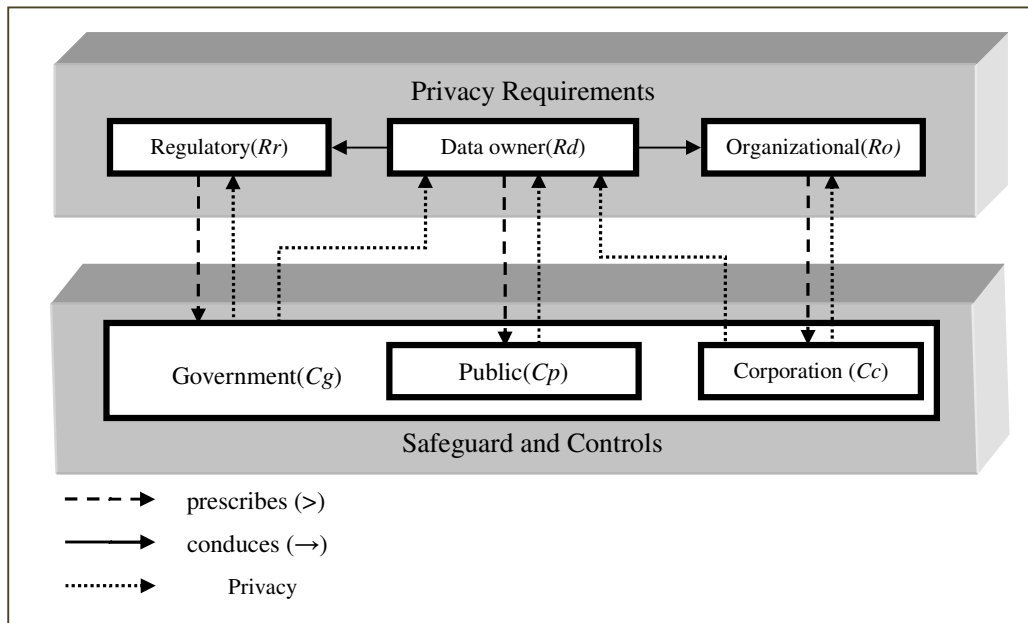 Privacy Requirements
Regulatory(Rr)
Data owner(Rd)
Organizational(Ro)
Government(Cg)
Public(Cp)
Corporation (Cc)
Safeguard and Controls
prescribes (>)
conduces (→)
Privacy